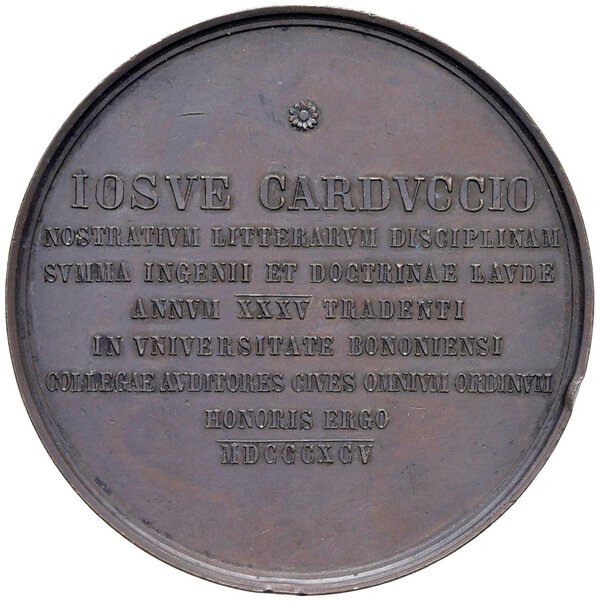 IOSVE CARDVCCIO
NOSTRATIVM LITTERARVM DISCIPLINAM
SVMMA INGENII ET DOCTRINAE LAVDE
ANNVM XXXV TRADENTI
IN VNIVERSITATE BONONIENSI
COLLEGAE AVDITORES CIVES OMNIVM ORDINVM
HONORIS ERGO
MDCCCXCV